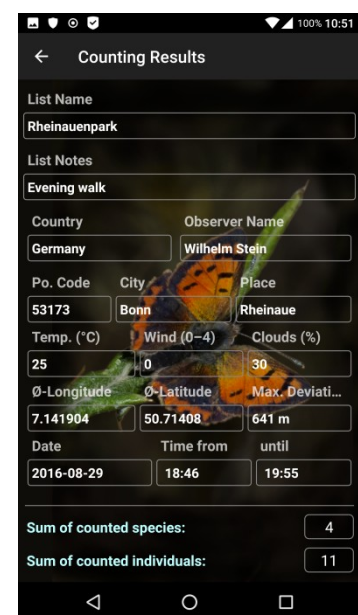 100% 10:51
Counting Results
List Name
Rheinauenpark
List Notes
Evening walk
Country Observer Name
Germany Wilhelm Stein
Po. Code City Place
53173 Bonn Rheinaue
Temp. (°C) Wind (0–4) Clouds (%)
25 0 30
Ø-Longitude Ø-Latitude Max. Deviati...
7.141904 50.71408 641 m
Date Time from until
2016-08-29 18:46 19:55
Sum of counted species: 4
Sum of counted individuals: 11